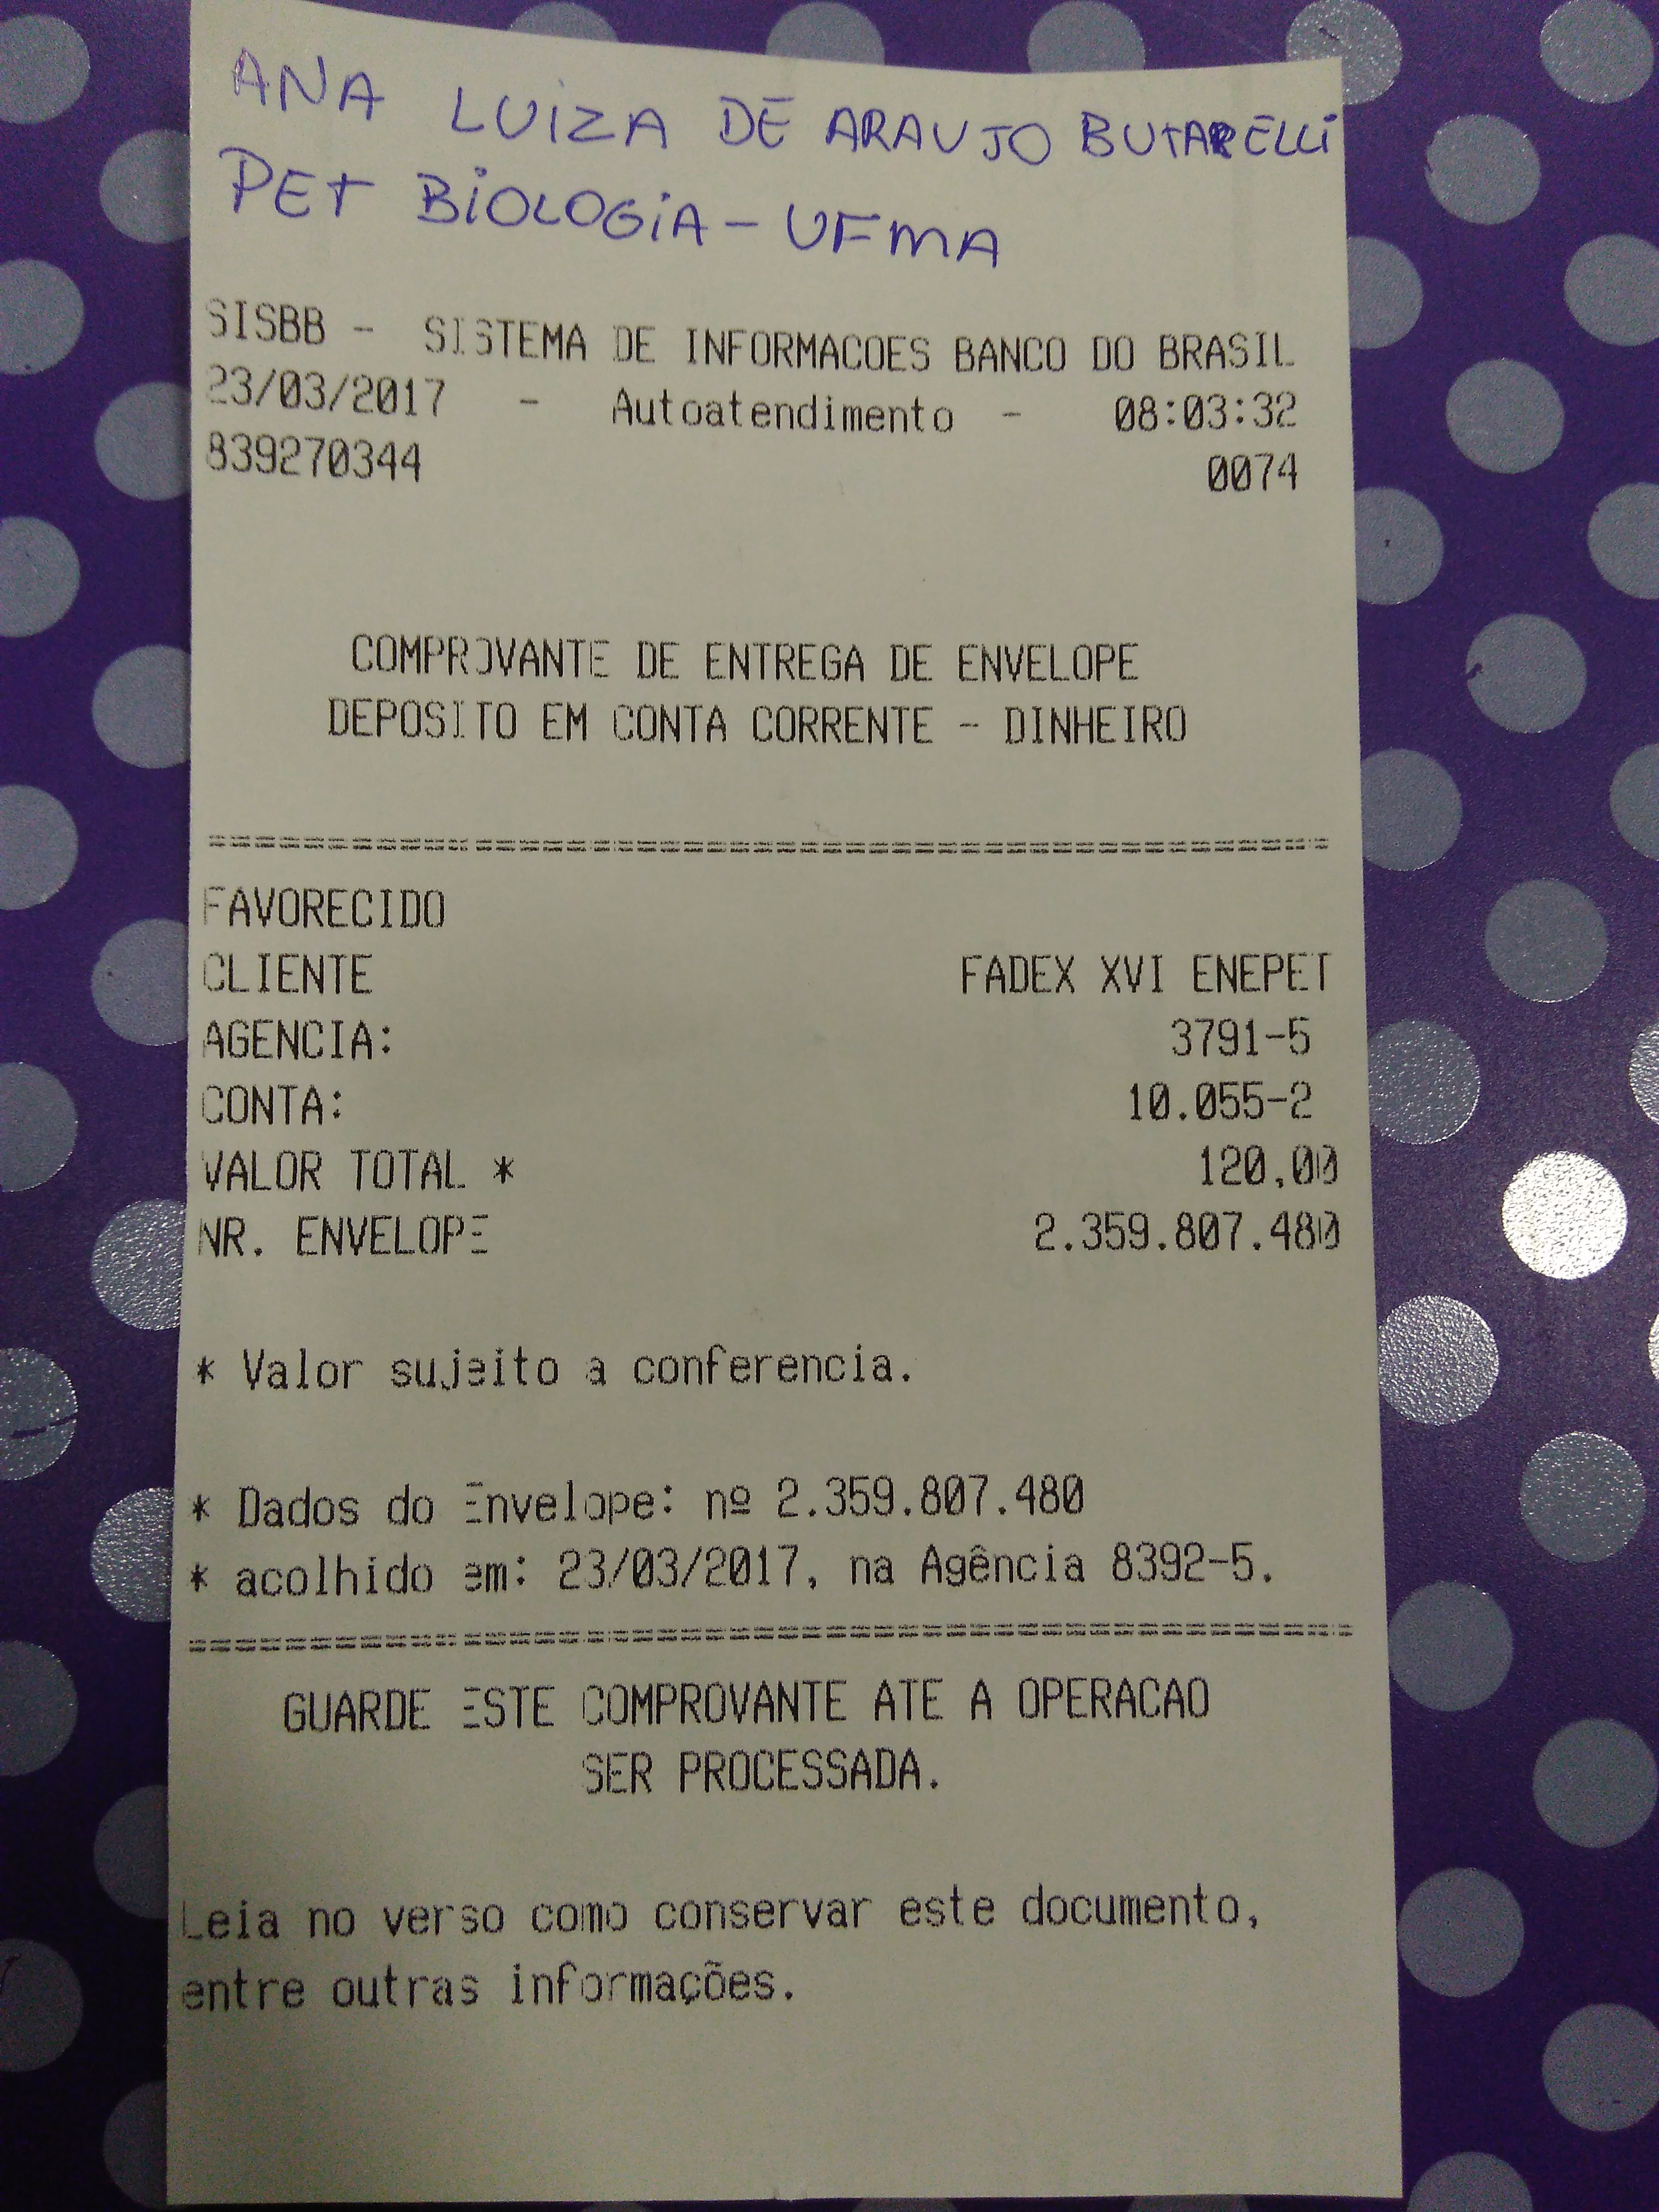 ANA LUIZA DE ARAUJO BUTARELLI
PET BIOLOGIA - UFMA
SISBB - SISTEMA DE INFORMACOES BANCO DO BRASIL
23/03/2017 - Autoatendimento - 08:03:32
839270344 0074
COMPROVANTE DE ENTREGA DE ENVELOPE
DEPOSITO EM CONTA CORRENTE - DINHEIRO
================================================
FAVORECIDO
CLIENTE FADEX XVI ENEPET
AGENCIA: 3791-5
CONTA: 10.055-2
VALOR TOTAL * 120,00
NR. ENVELOPE 2.359.807.480
* Valor sujeito a conferencia.
* Dados do Envelope: nº 2.359.807.480
* acolhido em: 23/03/2017, na Agência 8392-5.
================================================
GUARDE ESTE COMPROVANTE ATE A OPERACAO
SER PROCESSADA.
Leia no verso como conservar este documento,
entre outras informações.